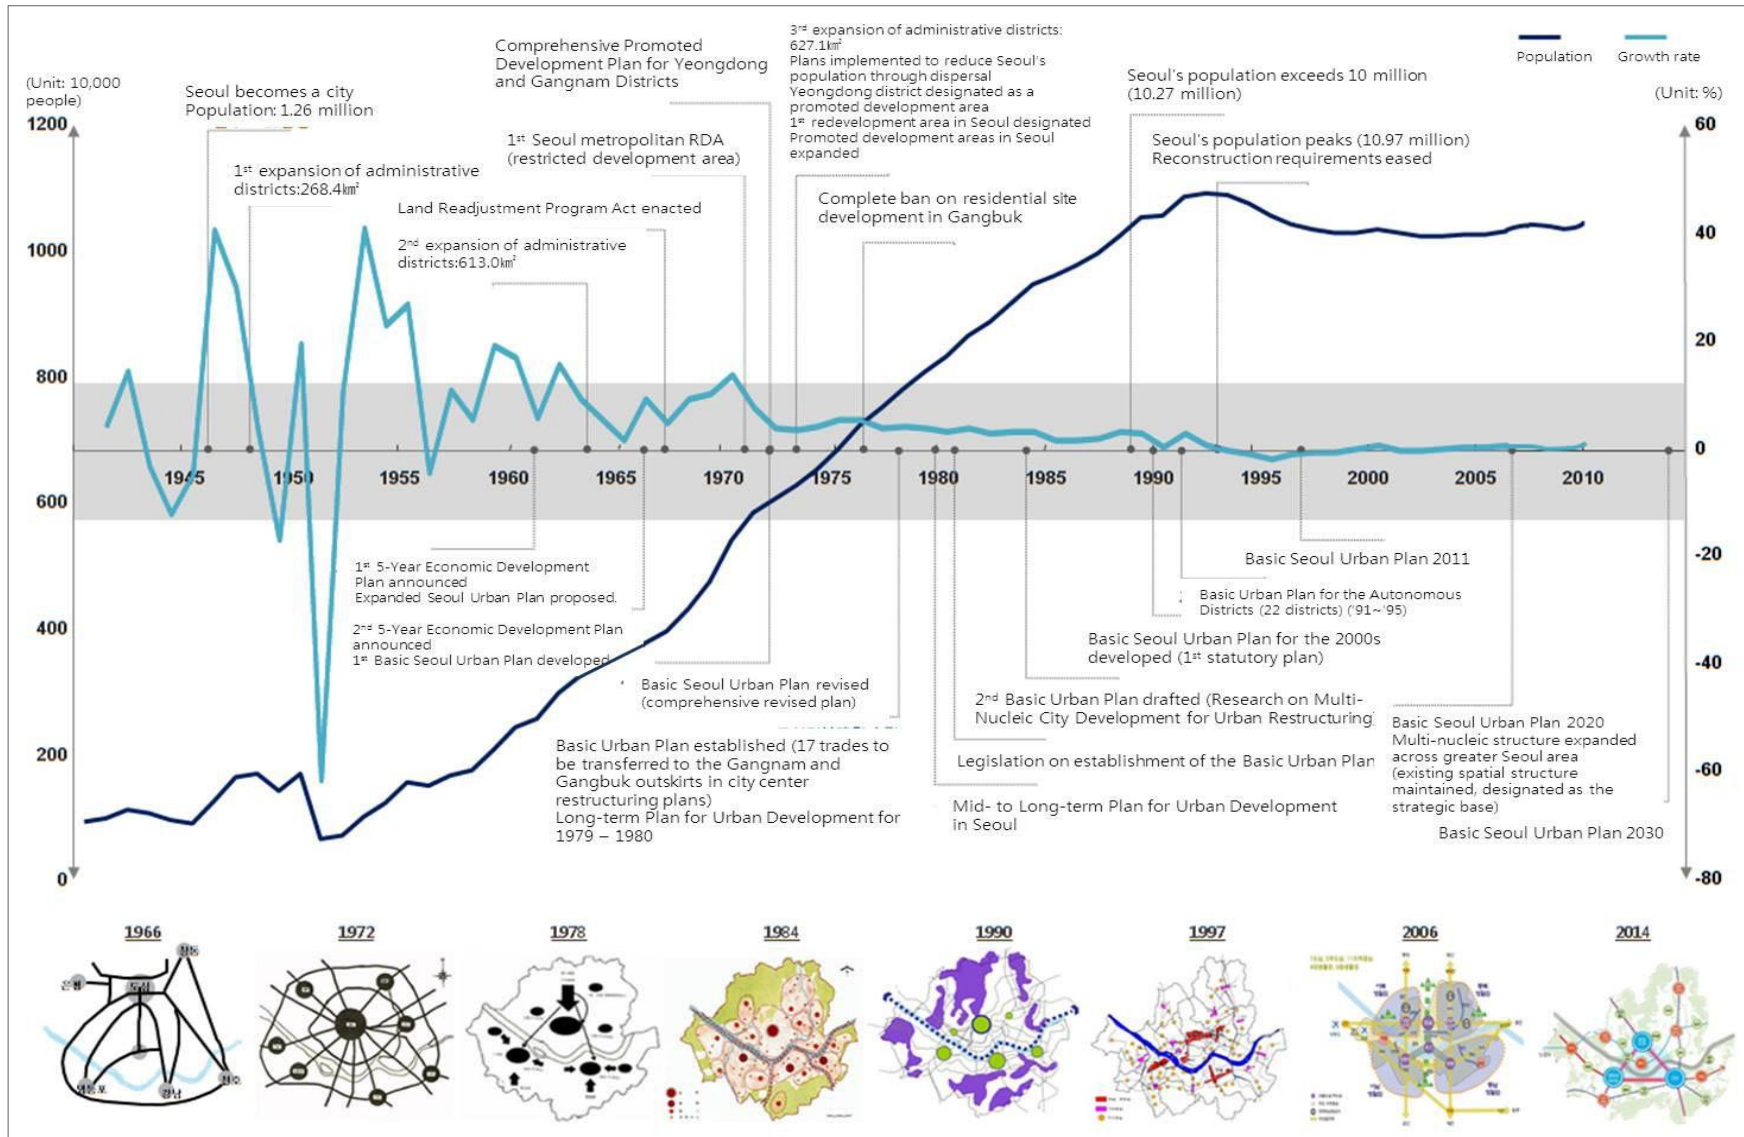 Population
Growth rate
(Unit: 10,000
people)
(Unit: %)
Seoul becomes a city
Population: 1.26 million
1st expansion of administrative
districts:268.4㎢
Comprehensive Promoted
Development Plan for Yeongdong
and Gangnam Districts
1st Seoul metropolitan RDA
(restricted development area)
Land Readjustment Program Act enacted
2nd expansion of administrative
districts:613.0㎢
3rd expansion of administrative districts:
627.1㎢
Plans implemented to reduce Seoul's
population through dispersal
Yeongdong district designated as a
promoted development area
1st redevelopment area in Seoul designated
Promoted development areas in Seoul
expanded
Complete ban on residential site
development in Gangbuk
Seoul's population exceeds 10 million
(10.27 million)
Seoul's population peaks (10.97 million)
Reconstruction requirements eased
1200
1000
800
600
400
200
0
60
40
20
0
-20
-40
-60
-80
1945
1950
1955
1960
1965
1970
1975
1980
1985
1990
1995
2000
2005
2010
1st 5-Year Economic Development
Plan announced
Expanded Seoul Urban Plan proposed.
2nd 5-Year Economic Development Plan
announced
1st Basic Seoul Urban Plan developed
Basic Seoul Urban Plan revised
(comprehensive revised plan)
Basic Urban Plan established (17 trades to
be transferred to the Gangnam and
Gangbuk outskirts in city center
restructuring plans)
Long-term Plan for Urban Development for
1979 – 1980
Basic Seoul Urban Plan 2011
Basic Urban Plan for the Autonomous
Districts (22 districts) ('91~'95)
Basic Seoul Urban Plan for the 2000s
developed (1st statutory plan)
2nd Basic Urban Plan drafted (Research on Multi-
Nucleic City Development for Urban Restructuring
Legislation on establishment of the Basic Urban Plan
Mid- to Long-term Plan for Urban Development
in Seoul
Basic Seoul Urban Plan 2020
Multi-nucleic structure expanded
across greater Seoul area
(existing spatial structure
maintained, designated as the
strategic base)
Basic Seoul Urban Plan 2030
1966
1972
1978
1984
1990
1997
2006
2014
은평
도심
영등포
강남